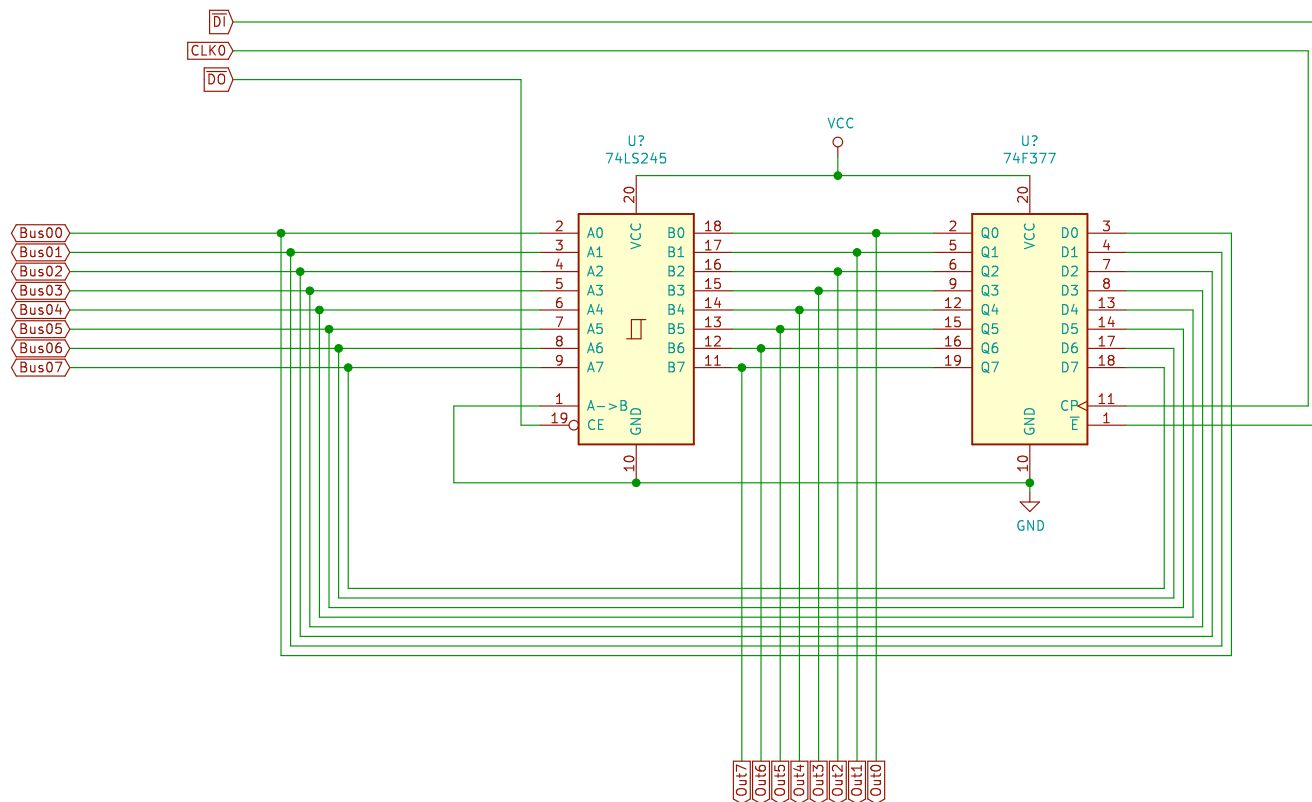 DI
CLK0
DO
VCC
U?
74LS245
U?
74F377
20
20
Bus00
Bus01
Bus02
Bus03
Bus04
Bus05
Bus06
Bus07
2 A0 VCC B0 18
3 A1 B1 17
4 A2 B2 16
5 A3 B3 15
6 A4 B4 14
7 A5 B5 13
8 A6 B6 12
9 A7 B7 11
1 A->B
19 CE GND
10
2 Q0 VCC D0 3
5 Q1 D1 4
6 Q2 D2 7
9 Q3 D3 8
12 Q4 D4 13
15 Q5 D5 14
16 Q6 D6 17
19 Q7 D7 18
CP 11
GND E 1
10
GND
Out7
Out6
Out5
Out4
Out3
Out2
Out1
Out0